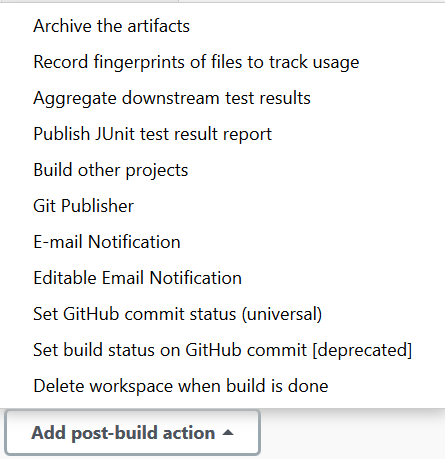 Archive the artifacts
Record fingerprints of files to track usage
Aggregate downstream test results
Publish JUnit test result report
Build other projects
Git Publisher
E-mail Notification
Editable Email Notification
Set GitHub commit status (universal)
Set build status on GitHub commit [deprecated]
Delete workspace when build is done
Add post-build action